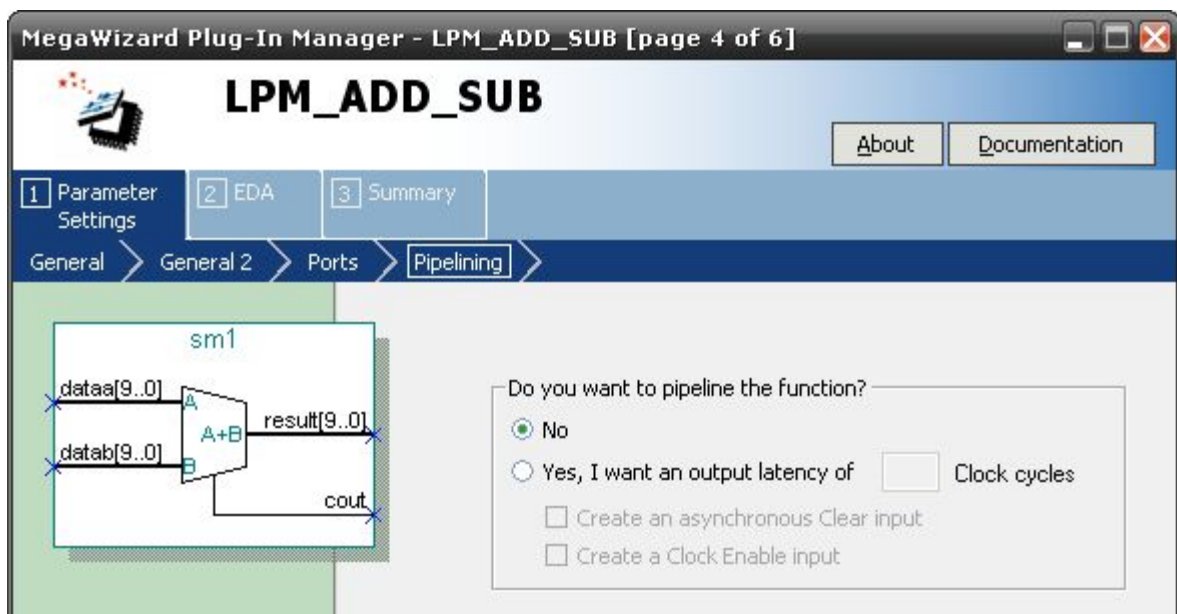 MegaWizard Plug-In Manager - LPM_ADD_SUB [page 4 of 6]
LPM_ADD_SUB
About Documentation
1 Parameter Settings 2 EDA 3 Summary
General General 2 Ports Pipelining
sm1
dataa[9..0]
A
result[9..0]
A+B
datab[9..0]
B
cout
Do you want to pipeline the function?
No
Yes, I want an output latency of Clock cycles
Create an asynchronous Clear input
Create a Clock Enable input